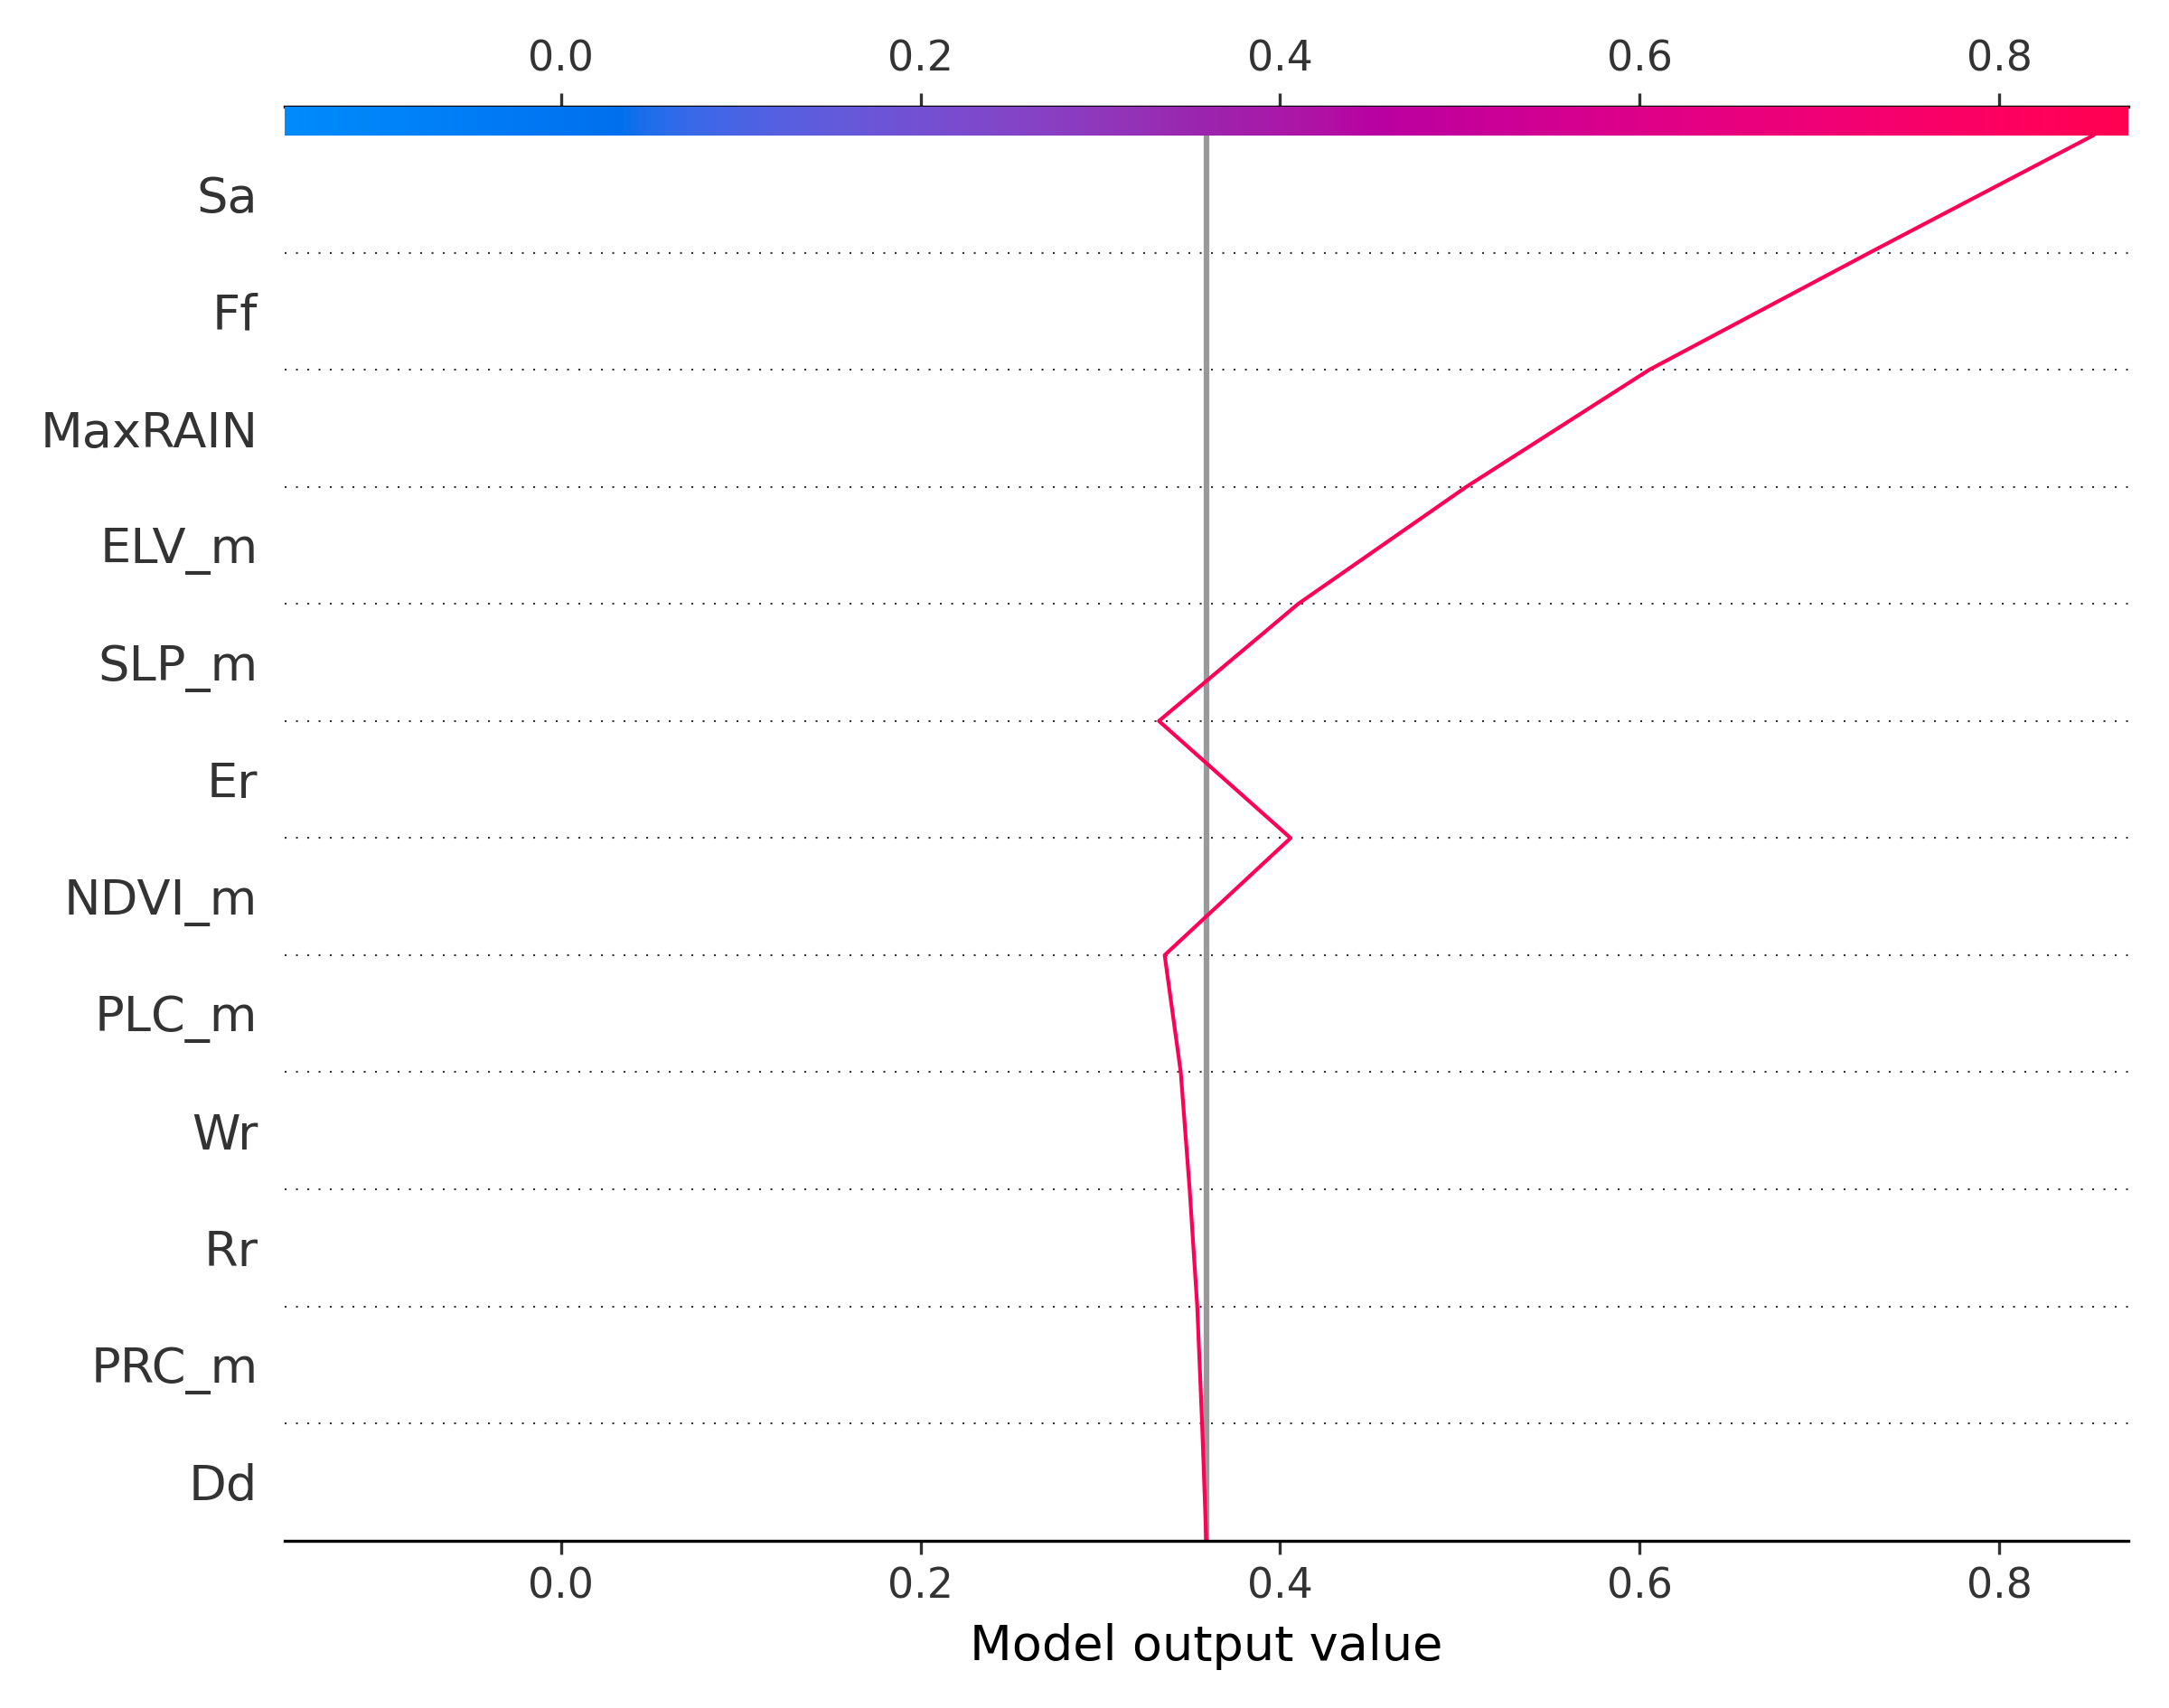 0.0 0.2 0.4 0.6 0.8
Sa
Ff
MaxRAIN
ELV_m
SLP_m
Er
NDVI_m
PLC_m
Wr
Rr
PRC_m
Dd
0.0 0.2 0.4 0.6 0.8
Model output value